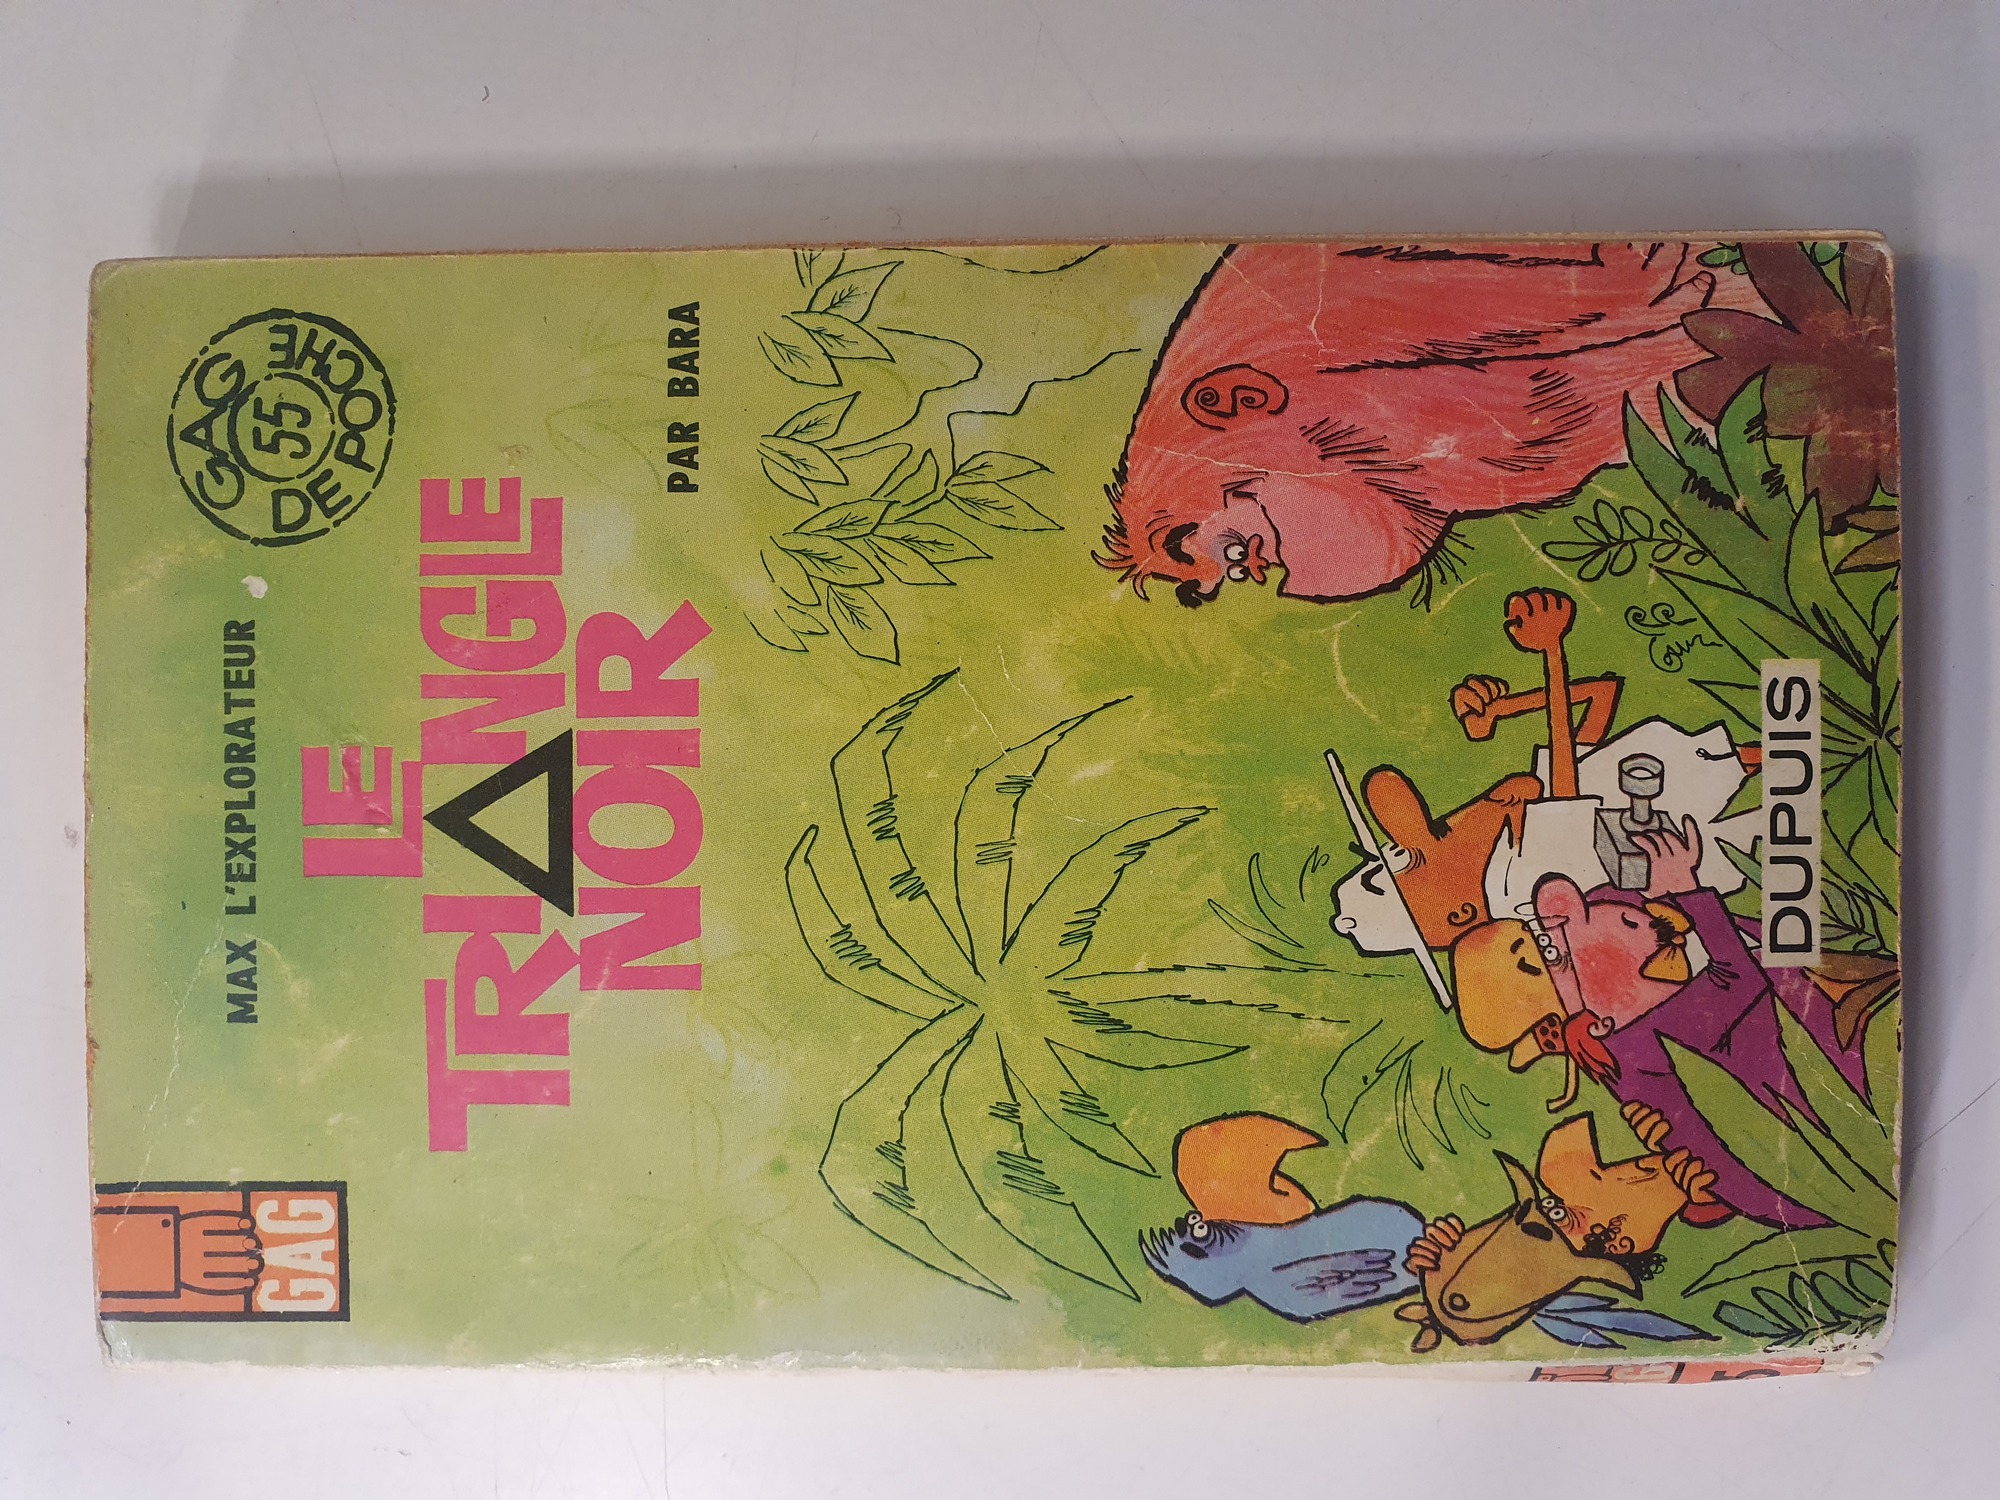 GAG
MAX L'EXPLORATEUR
GAG
DE POCHE
55
LE
TRIANGLE
NOIR
PAR BARA
DUPUIS